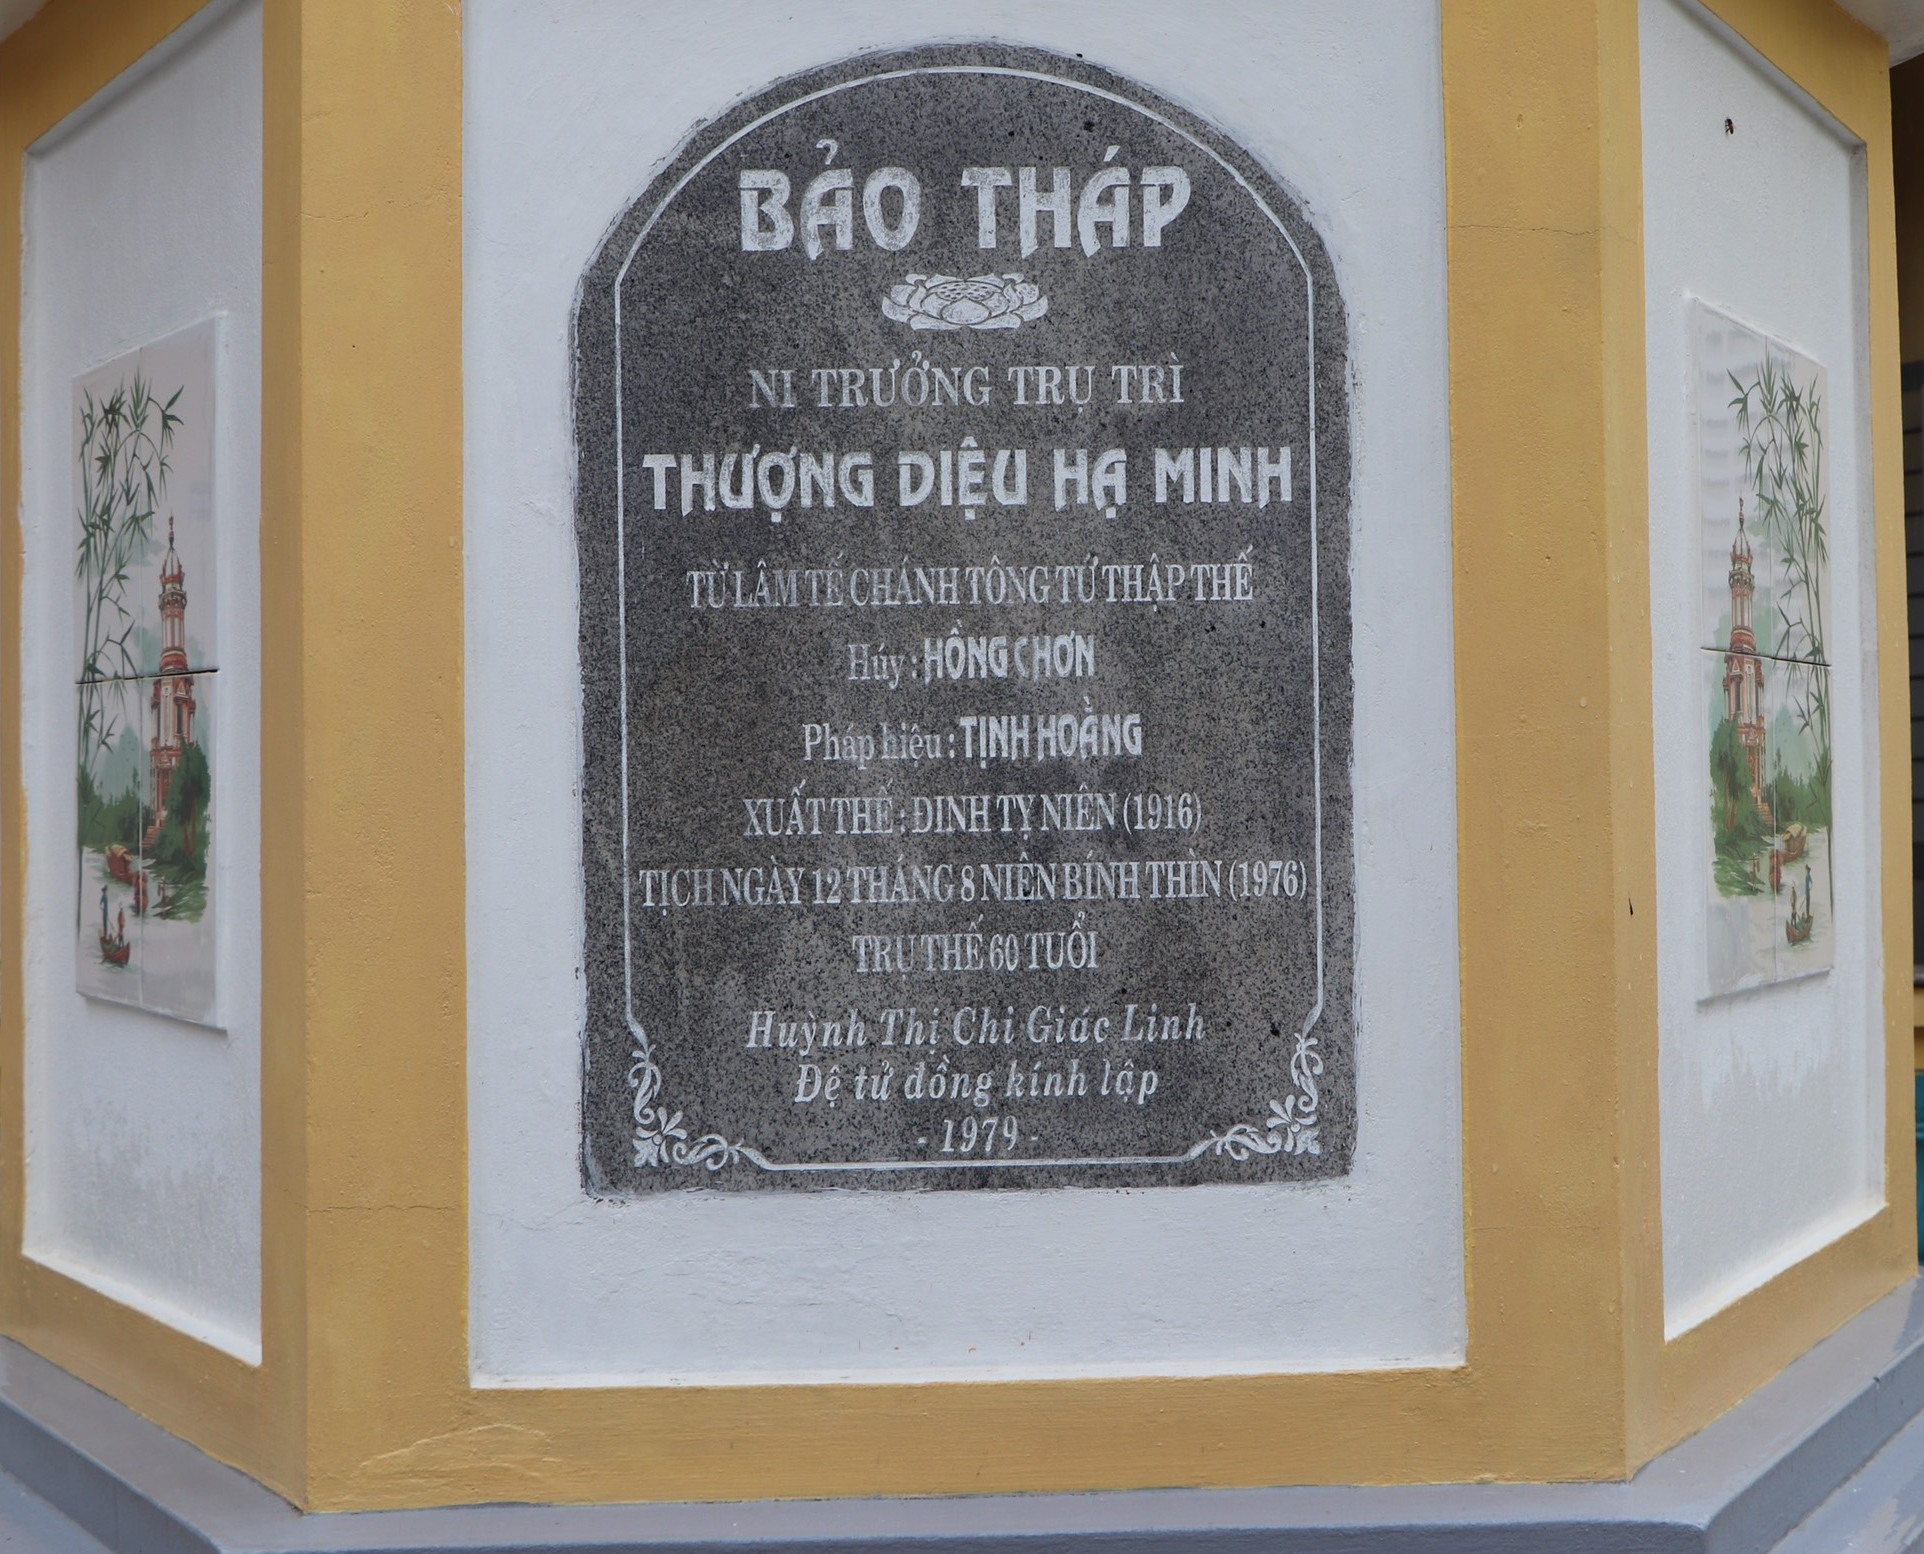 BẢO THÁP
NI TRƯỞNG TRỤ TRÌ
THƯỢNG DIỆU HẠ MINH
TỪ LÂM TẾ CHÁNH TÔNG TỨ THẬP THẾ
Húy : HỒNG CHƠN
Pháp hiệu : TỊNH HOÀNG
XUẤT THẾ : ĐINH TỴ NIÊN (1916)
TỊCH NGÀY 12 THÁNG 8 NIÊN BÍNH THÌN (1976)
TRỤ THẾ 60 TUỔI
Huỳnh Thị Chi Giác Linh
Đệ tử đồng kính lập
- 1979 -